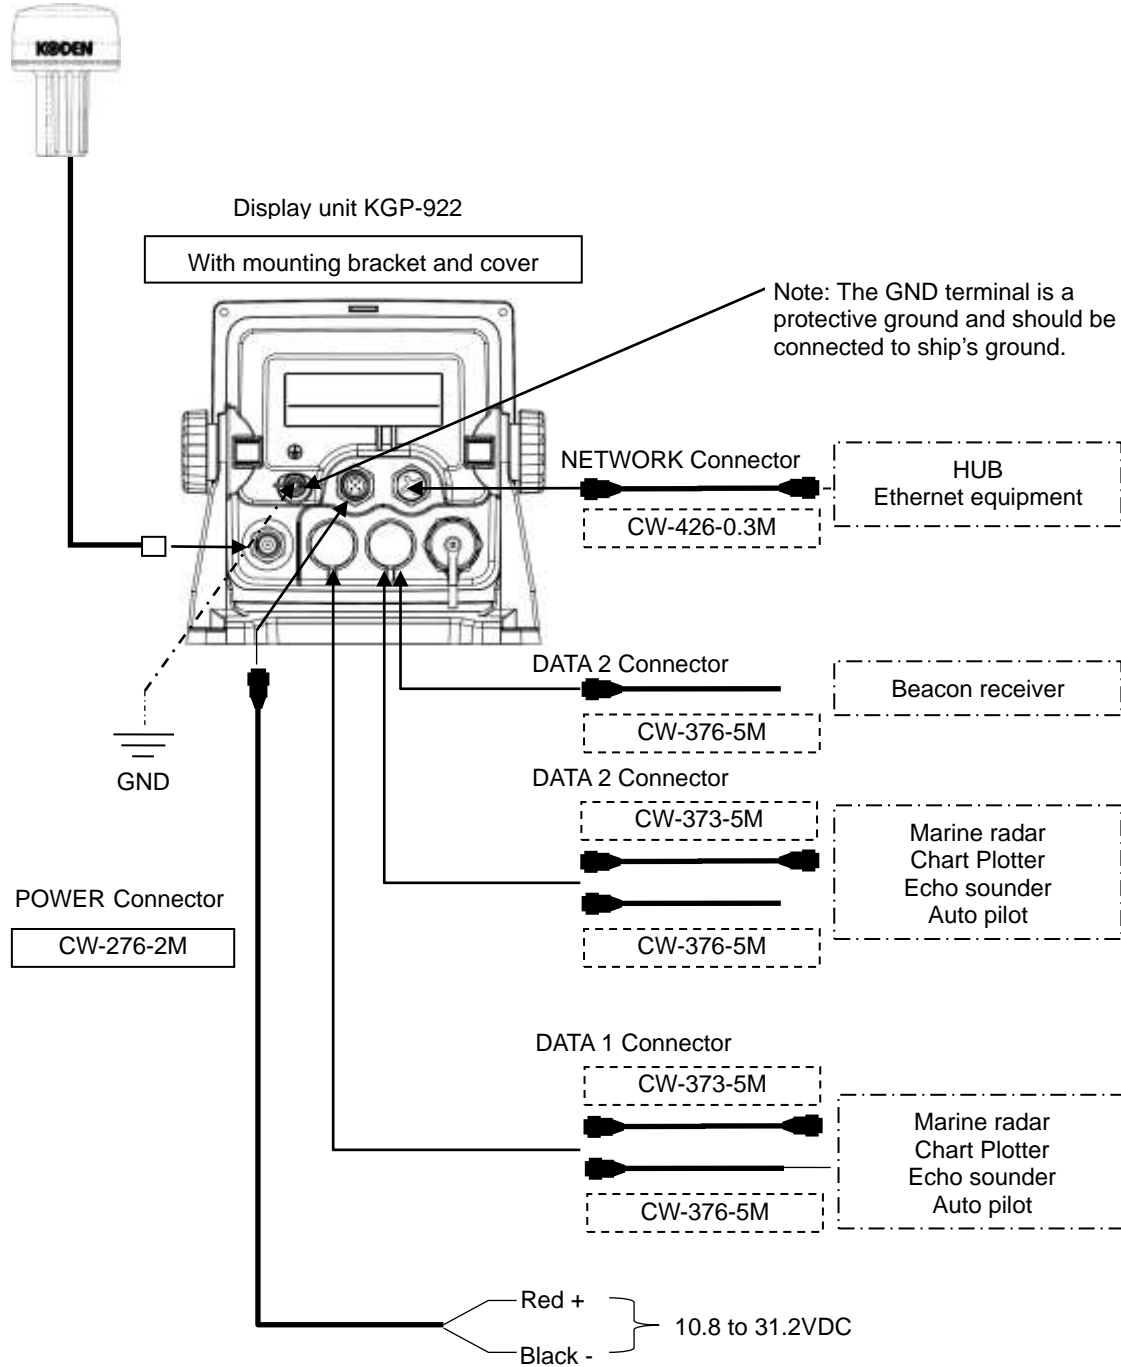 KODEN
Display unit KGP-922
With mounting bracket and cover
Note: The GND terminal is a
protective ground and should be
connected to ship's ground.
NETWORK Connector
CW-426-0.3M
HUB
Ethernet equipment
DATA 2 Connector
CW-376-5M
Beacon receiver
GND
DATA 2 Connector
CW-373-5M
CW-376-5M
Marine radar
Chart Plotter
Echo sounder
Auto pilot
POWER Connector
CW-276-2M
DATA 1 Connector
CW-373-5M
CW-376-5M
Marine radar
Chart Plotter
Echo sounder
Auto pilot
Red +
Black -
10.8 to 31.2VDC